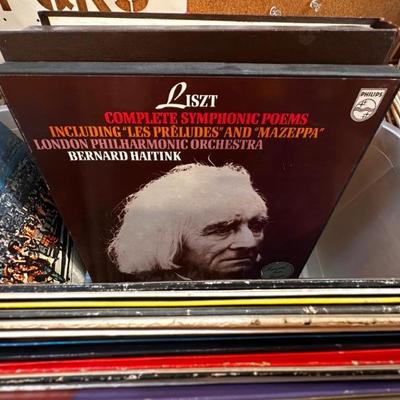 LISZT
COMPLETE SYMPHONIC POEMS
INCLUDING "LES PRÉLUDES" AND "MAZEPPA"
LONDON PHILHARMONIC ORCHESTRA
BERNARD HAITINK
PHILIPS